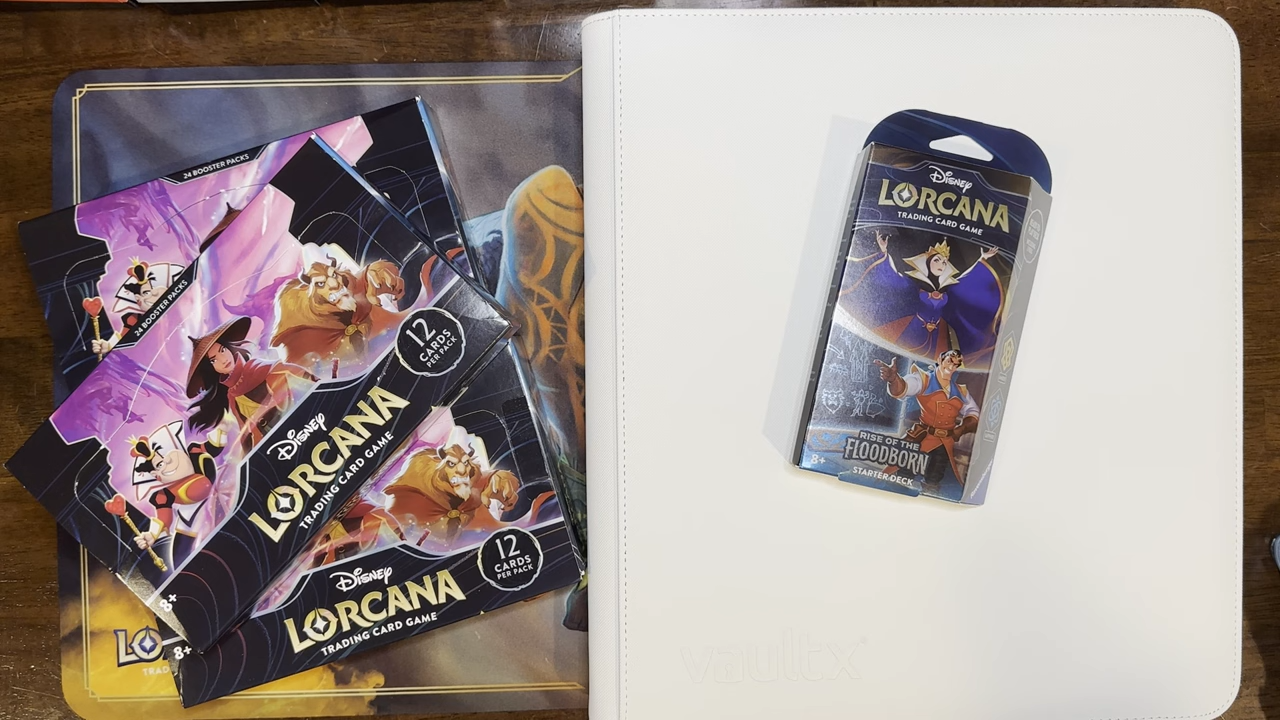 24 BOOSTER PACKS
24 BOOSTER PACKS
12
CARDS
PER PACK
Disney
LORCANA
TRADING CARD GAME
8+
12
CARDS
PER PACK
Disney
LORCANA
TRADING CARD GAME
8+
LO
TRAD
Disney
LORCANA
TRADING CARD GAME
RISE OF THE
FLOODBORN
8+
STARTER DECK
vaultx